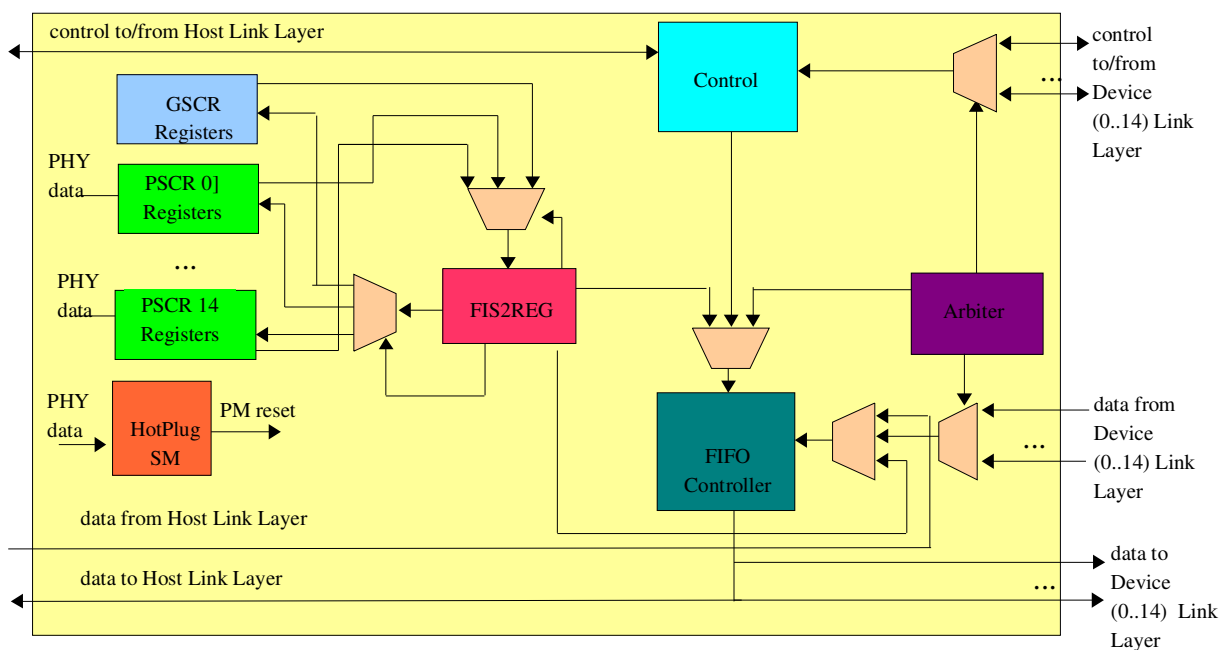 control to/from Host Link Layer
control
to/from
Device
(0..14) Link
Layer
...
Control
GSCR
Registers
PHY
data
PSCR 0]
Registers
...
PHY
data
PSCR 14
Registers
FIS2REG
Arbiter
PHY
data
HotPlug
SM
PM reset
FIFO
Controller
data from
Device
(0..14) Link
Layer
...
data from Host Link Layer
data to Host Link Layer
data to
Device
(0..14) Link
Layer
...